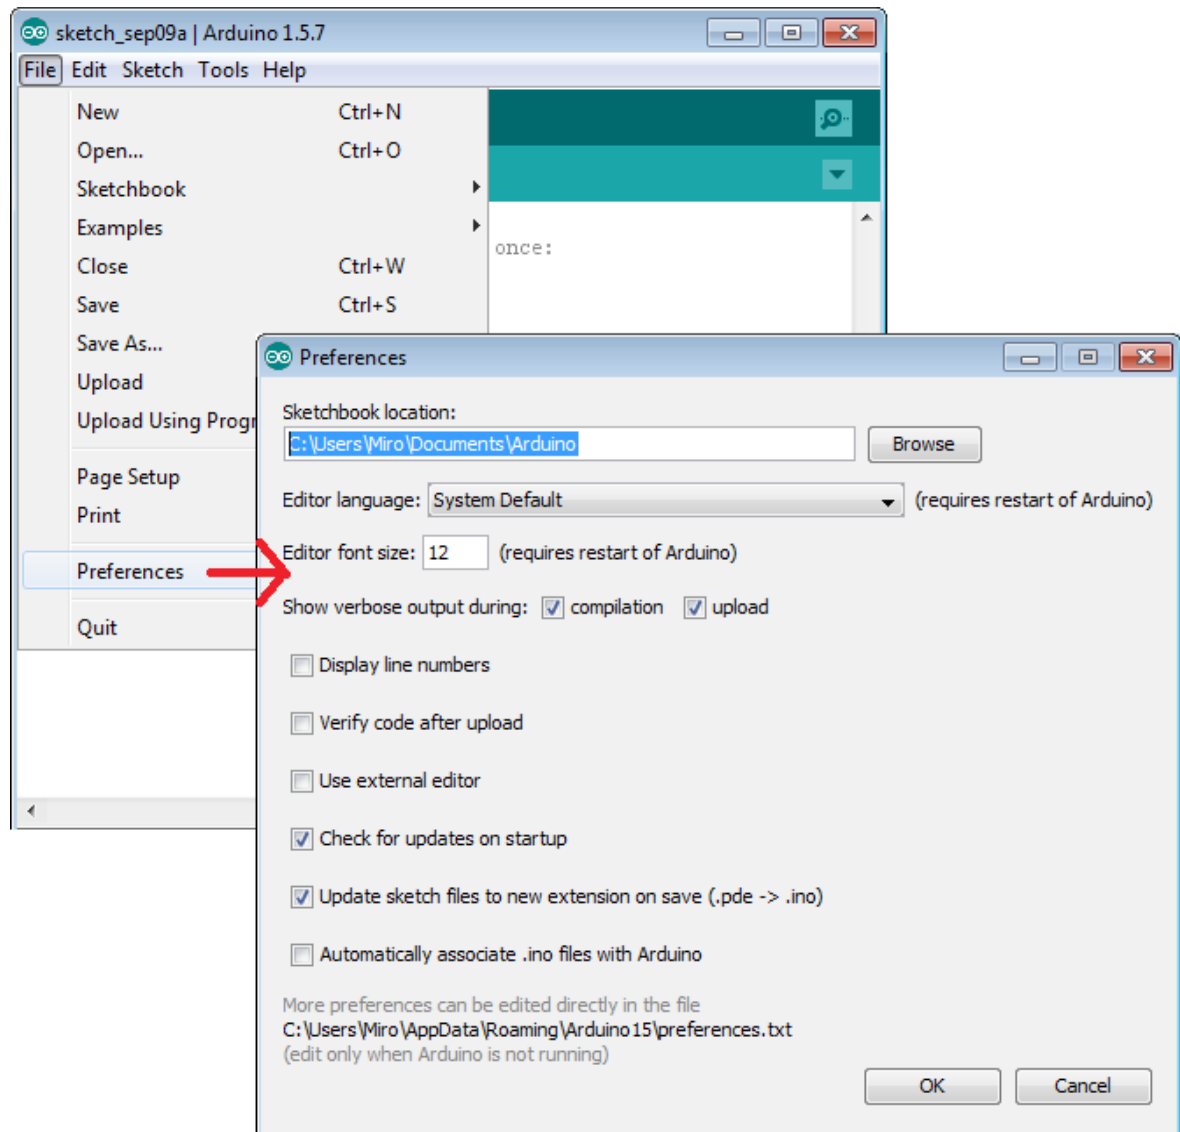 sketch_sep09a | Arduino 1.5.7
File Edit Sketch Tools Help
New Ctrl+N
Open... Ctrl+O
Sketchbook
Examples
once:
Close Ctrl+W
Save Ctrl+S
Save As...
Upload
Upload Using Progr
Page Setup
Print
Preferences
Quit
Preferences
Sketchbook location:
C:\Users\Miro\Documents\Arduino Browse
Editor language: System Default (requires restart of Arduino)
Editor font size: 12 (requires restart of Arduino)
Show verbose output during: compilation upload
Display line numbers
Verify code after upload
Use external editor
Check for updates on startup
Update sketch files to new extension on save (.pde -> .ino)
Automatically associate .ino files with Arduino
More preferences can be edited directly in the file
C:\Users\Miro\AppData\Roaming\Arduino15\preferences.txt
(edit only when Arduino is not running)
OK Cancel